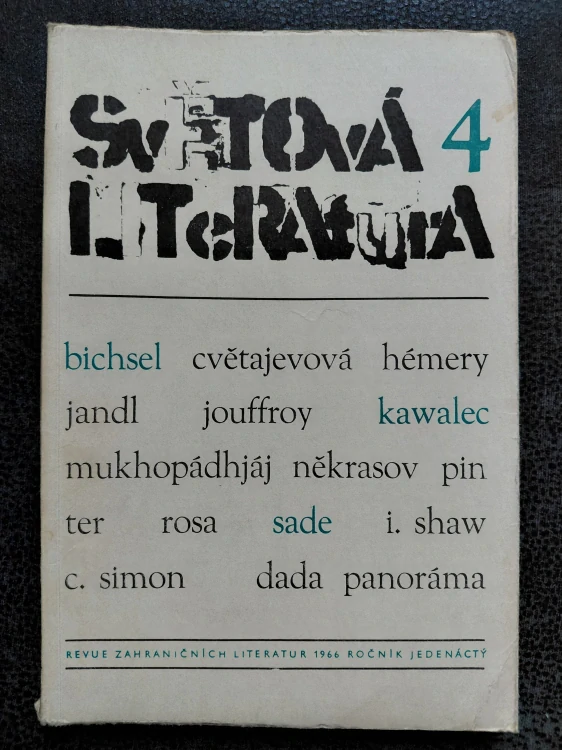 SVĚTOVÁ 4
LITERATURA
bichsel cvětajevová hémery
jandl jouffroy kawalec
mukhopádhjáj někrasov pin
ter rosa sade i. shaw
c. simon dada panoráma
REVUE ZAHRANIČNÍCH LITERATUR 1966 ROČNÍK JEDENÁCTÝ